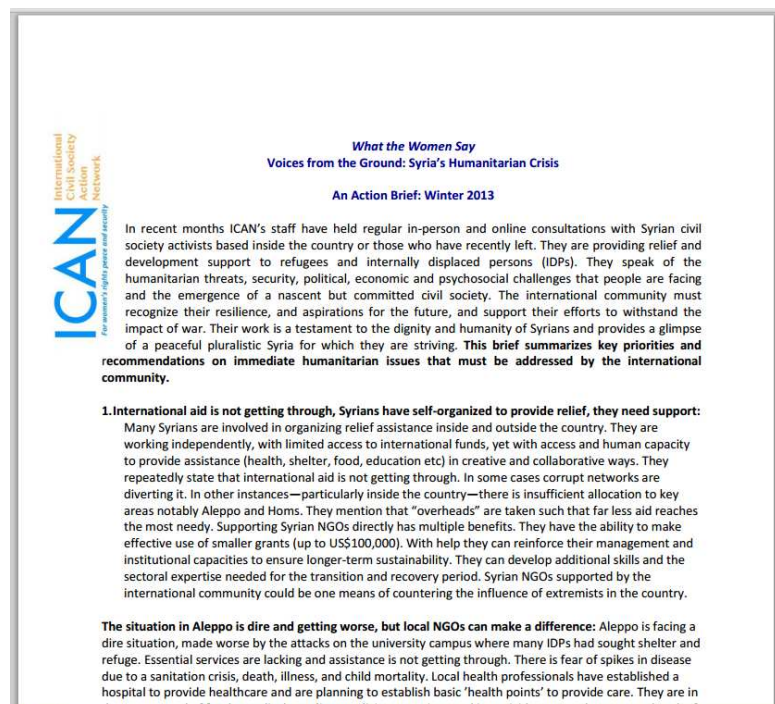 International
Civil Society
Action
Network
ICAN
For women's rights peace and security
What the Women Say
Voices from the Ground: Syria's Humanitarian Crisis
An Action Brief: Winter 2013
In recent months ICAN's staff have held regular in-person and online consultations with Syrian civil
society activists based inside the country or those who have recently left. They are providing relief and
development support to refugees and internally displaced persons (IDPs). They speak of the
humanitarian threats, security, political, economic and psychosocial challenges that people are facing
and the emergence of a nascent but committed civil society. The international community must
recognize their resilience, and aspirations for the future, and support their efforts to withstand the
impact of war. Their work is a testament to the dignity and humanity of Syrians and provides a glimpse
of a peaceful pluralistic Syria for which they are striving. This brief summarizes key priorities and
recommendations on immediate humanitarian issues that must be addressed by the international
community.
1.International aid is not getting through, Syrians have self-organized to provide relief, they need support:
Many Syrians are involved in organizing relief assistance inside and outside the country. They are
working independently, with limited access to international funds, yet with access and human capacity
to provide assistance (health, shelter, food, education etc) in creative and collaborative ways. They
repeatedly state that international aid is not getting through. In some cases corrupt networks are
diverting it. In other instances—particularly inside the country—there is insufficient allocation to key
areas notably Aleppo and Homs. They mention that "overheads" are taken such that far less aid reaches
the most needy. Supporting Syrian NGOs directly has multiple benefits. They have the ability to make
effective use of smaller grants (up to US$100,000). With help they can reinforce their management and
institutional capacities to ensure longer-term sustainability. They can develop additional skills and the
sectoral expertise needed for the transition and recovery period. Syrian NGOs supported by the
international community could be one means of countering the influence of extremists in the country.
The situation in Aleppo is dire and getting worse, but local NGOs can make a difference: Aleppo is facing a
dire situation, made worse by the attacks on the university campus where many IDPs had sought shelter and
refuge. Essential services are lacking and assistance is not getting through. There is fear of spikes in disease
due to a sanitation crisis, death, illness, and child mortality. Local health professionals have established a
hospital to provide healthcare and are planning to establish basic 'health points' to provide care. They are in